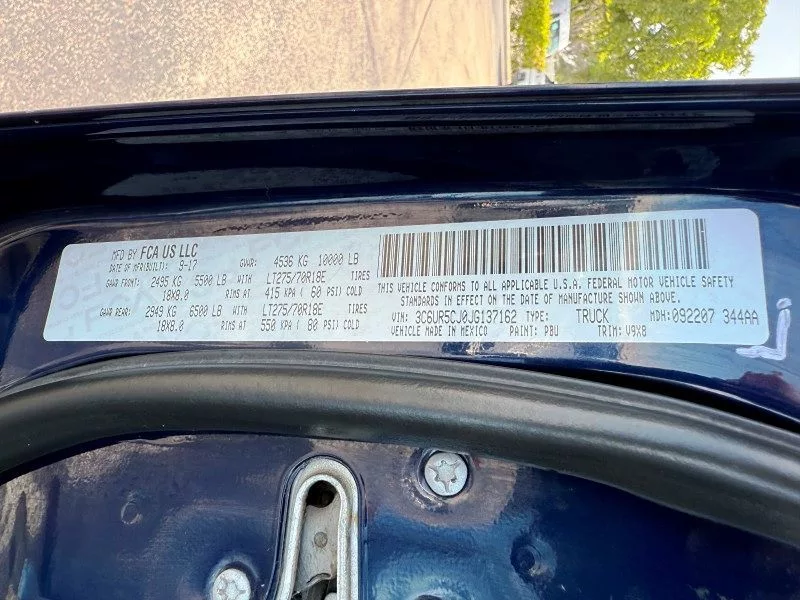 MFD BY FCA US LLC
DATE OF MFR(BUILT): 9-17 GVWR: 4536 KG 10000 LB
GAWR FRONT: 2495 KG 5500 LB WITH LT275/70R18E TIRES
18X8.0 RIMS AT 415 KPA ( 60 PSI) COLD
GAWR REAR: 2949 KG 6500 LB WITH LT275/70R18E TIRES
18X8.0 RIMS AT 550 KPA ( 80 PSI) COLD
THIS VEHICLE CONFORMS TO ALL APPLICABLE U.S.A. FEDERAL MOTOR VEHICLE SAFETY
STANDARDS IN EFFECT ON THE DATE OF MANUFACTURE SHOWN ABOVE.
VIN: 3C6UR5CJ0JG137162 TYPE: TRUCK MDH:092207 344AA
VEHICLE MADE IN MEXICO PAINT: PBU TRIM: V9X8